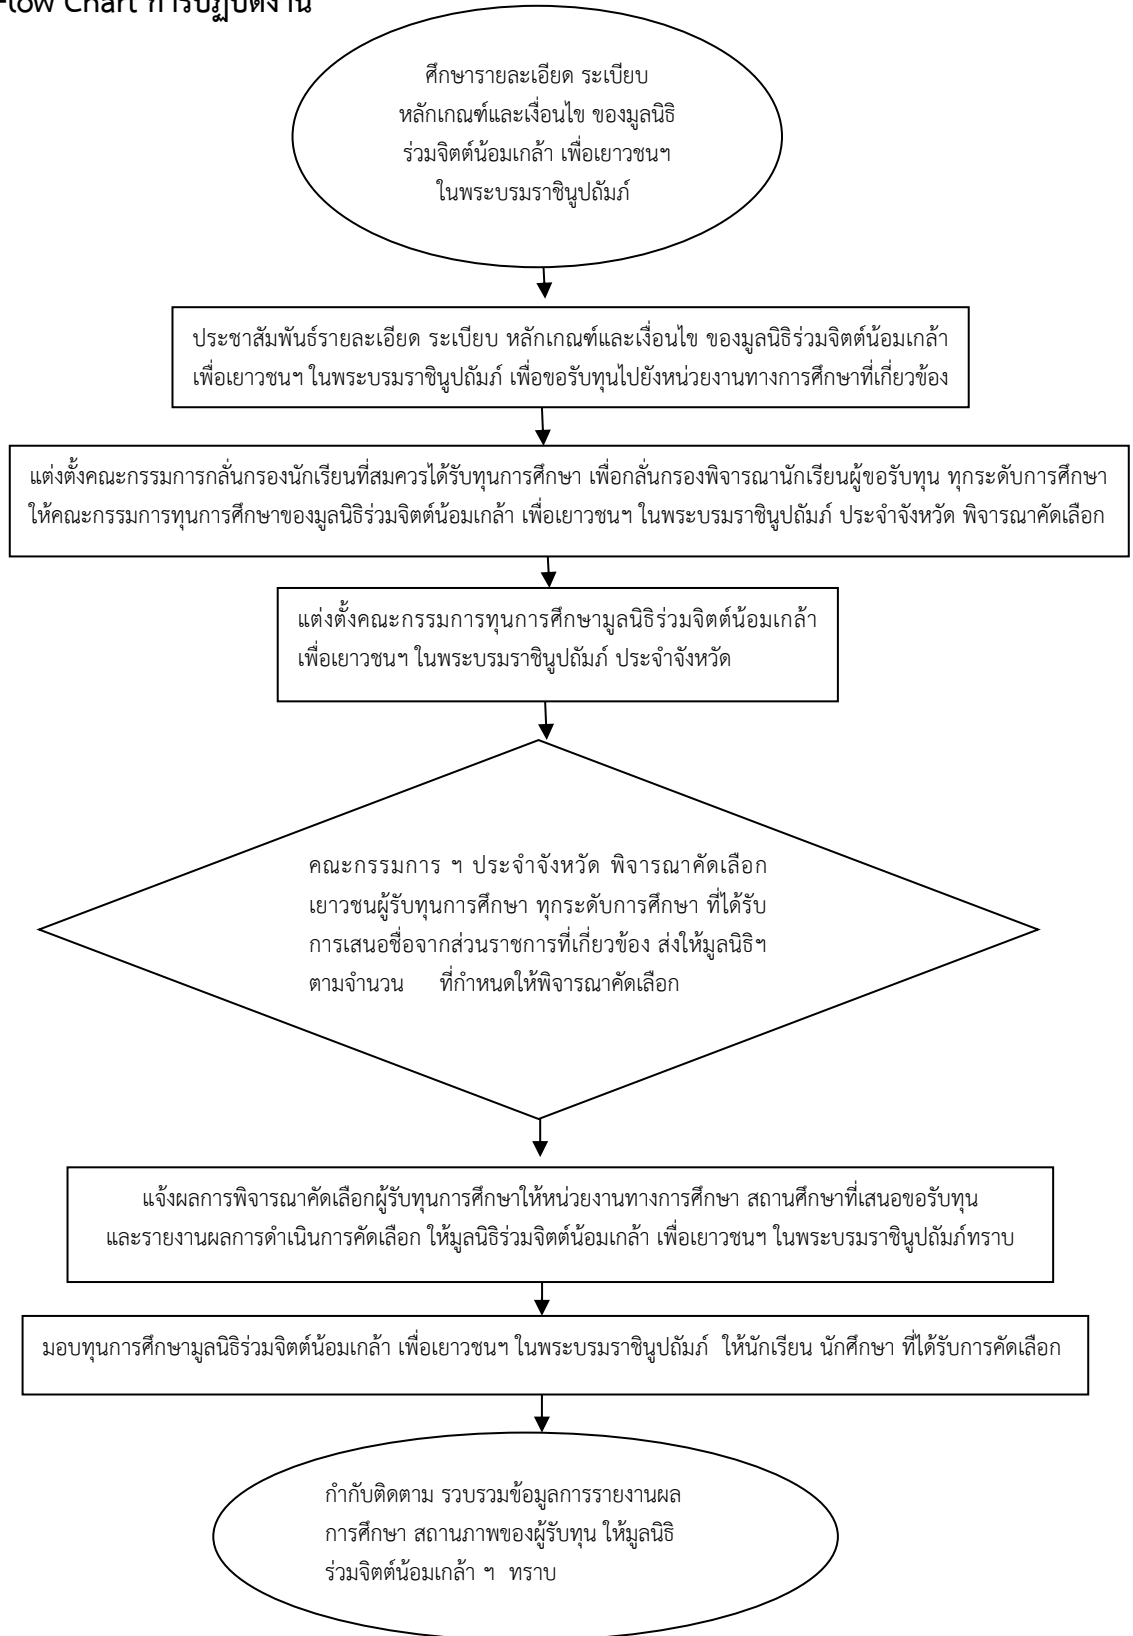 Flow Chart การปฏิบัติงาน
ศึกษารายละเอียด ระเบียบ
หลักเกณฑ์และเงื่อนไข ของมูลนิธิ
ร่วมจิตต์น้อมเกล้า เพื่อเยาวชนฯ
ในพระบรมราชินูปถัมภ์
ประชาสัมพันธ์รายละเอียด ระเบียบ หลักเกณฑ์และเงื่อนไข ของมูลนิธิร่วมจิตต์น้อมเกล้า
เพื่อเยาวชนฯ ในพระบรมราชินูปถัมภ์ เพื่อขอรับทุนไปยังหน่วยงานทางการศึกษาที่เกี่ยวข้อง
แต่งตั้งคณะกรรมการกลั่นกรองนักเรียนที่สมควรได้รับทุนการศึกษา เพื่อกลั่นกรองพิจารณานักเรียนผู้ขอรับทุน ทุกระดับการศึกษา
ให้คณะกรรมการทุนการศึกษาของมูลนิธิร่วมจิตต์น้อมเกล้า เพื่อเยาวชนฯ ในพระบรมราชินูปถัมภ์ ประจำจังหวัด พิจารณาคัดเลือก
แต่งตั้งคณะกรรมการทุนการศึกษามูลนิธิร่วมจิตต์น้อมเกล้า
เพื่อเยาวชนฯ ในพระบรมราชินูปถัมภ์ ประจำจังหวัด
คณะกรรมการ ฯ ประจำจังหวัด พิจารณาคัดเลือก
เยาวชนผู้รับทุนการศึกษา ทุกระดับการศึกษา ที่ได้รับ
การเสนอชื่อจากส่วนราชการที่เกี่ยวข้อง ส่งให้มูลนิธิฯ
ตามจำนวน ที่กำหนดให้พิจารณาคัดเลือก
แจ้งผลการพิจารณาคัดเลือกผู้รับทุนการศึกษาให้หน่วยงานทางการศึกษา สถานศึกษาที่เสนอขอรับทุน
และรายงานผลการดำเนินการคัดเลือก ให้มูลนิธิร่วมจิตต์น้อมเกล้า เพื่อเยาวชนฯ ในพระบรมราชินูปถัมภ์ทราบ
มอบทุนการศึกษามูลนิธิร่วมจิตต์น้อมเกล้า เพื่อเยาวชนฯ ในพระบรมราชินูปถัมภ์ ให้นักเรียน นักศึกษา ที่ได้รับการคัดเลือก
กำกับติดตาม รวบรวมข้อมูลการรายงานผล
การศึกษา สถานภาพของผู้รับทุน ให้มูลนิธิ
ร่วมจิตต์น้อมเกล้า ฯ ทราบ